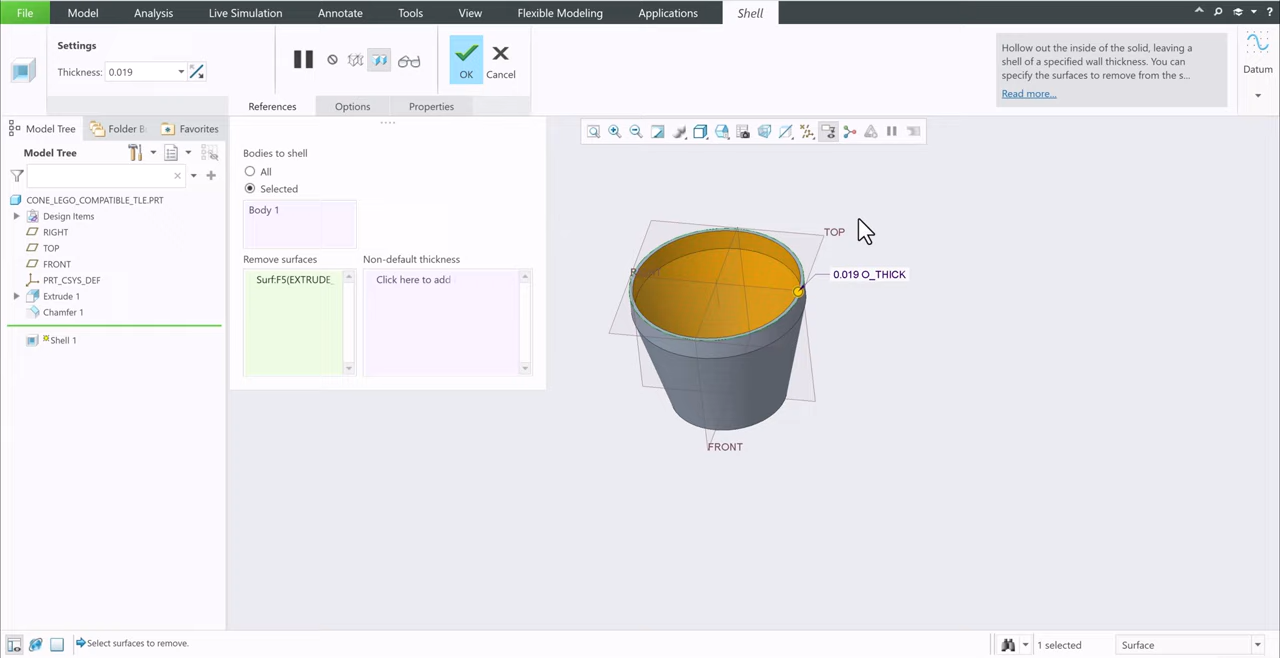 File Model Analysis Live Simulation Annotate Tools View Flexible Modeling Applications Shell
?
Settings
Thickness: 0.019
OK Cancel
Hollow out the inside of the solid, leaving a
shell of a specified wall thickness. You can
specify the surfaces to remove from the s...
Read more...
Datum
References Options Properties
Model Tree Folder B Favorites
Model Tree
CONE_LEGO_COMPATIBLE_TLE.PRT
Design Items
RIGHT
TOP
FRONT
PRT_CSYS_DEF
Extrude 1
Chamfer 1
Shell 1
Bodies to shell
All
Selected
Body 1
Remove surfaces Non-default thickness
Surf:F5(EXTRUDE_ Click here to add
TOP
0.019 O_THICK
FRONT
Select surfaces to remove.
1 selected
Surface